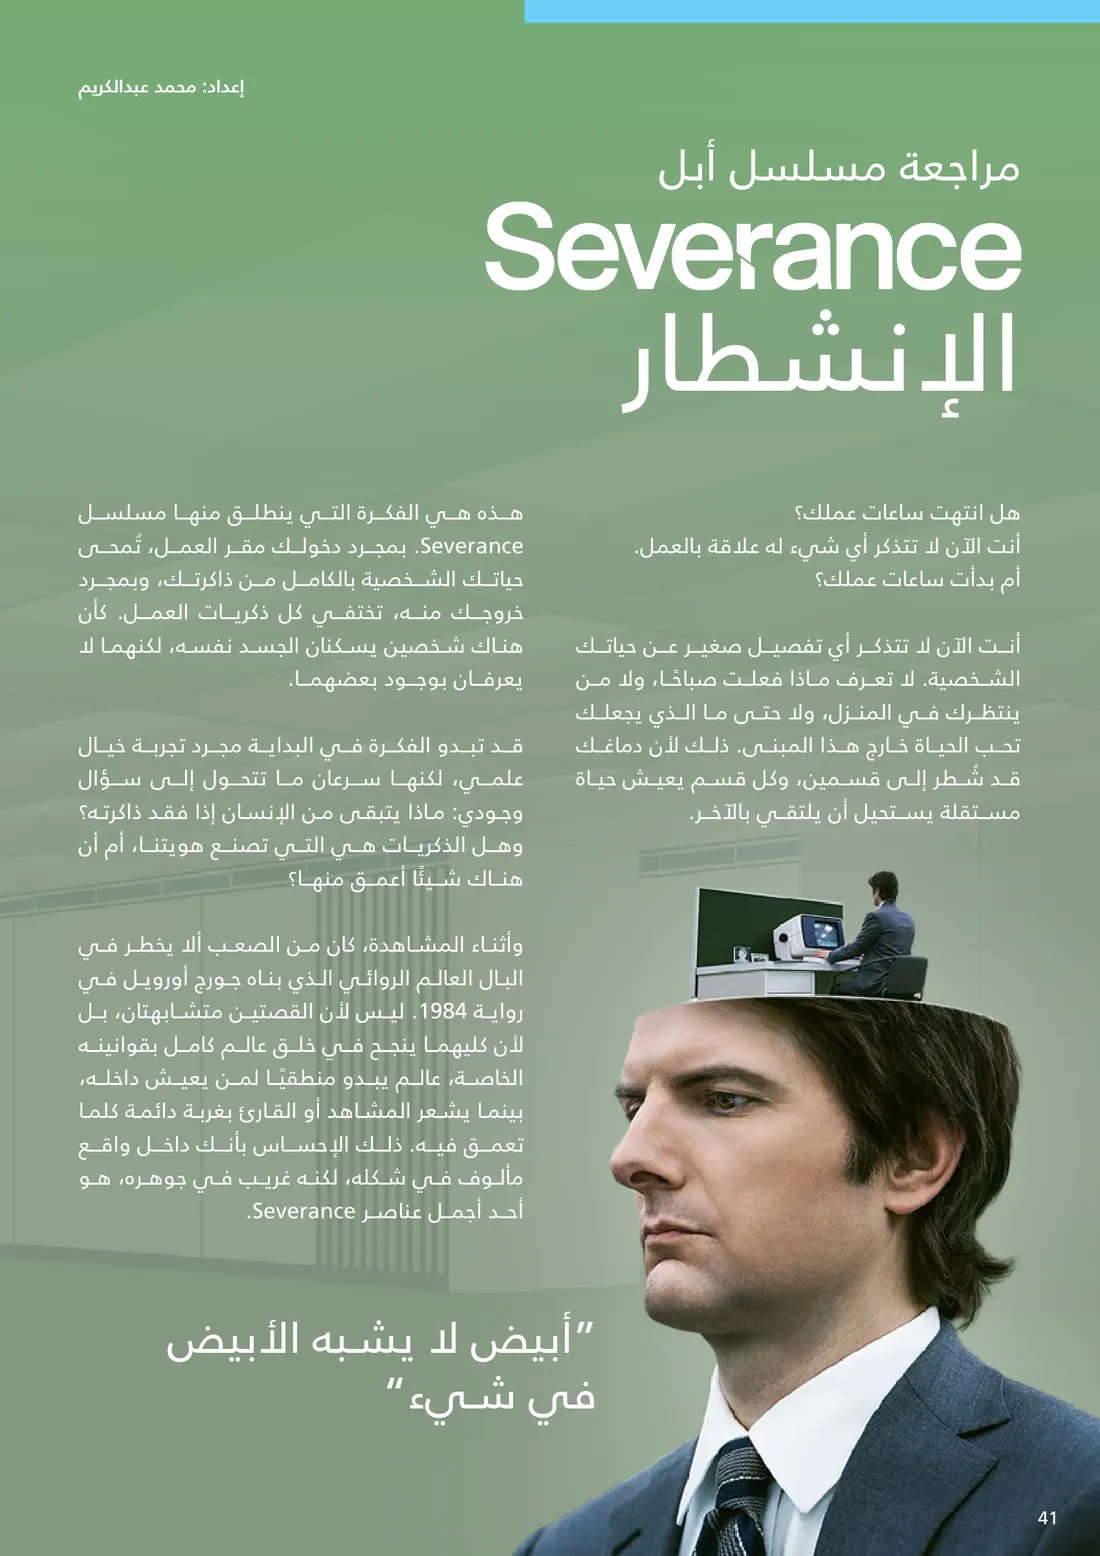 إعداد: محمد عبدالكريم
مراجعة مسلسل أبل
Severance
الإنشطار
هل انتهت ساعات عملك؟
أنت الآن لا تتذكر أي شيء له علاقة بالعمل.
أم بدأت ساعات عملك؟
أنت الآن لا تتذكر أي تفصيل صغير عن حياتك
الشخصية. لا تعرف ماذا فعلت صباحًا، ولا من
ينتظرك في المنزل، ولا حتى ما الذي يجعلك
تحب الحياة خارج هذا المبنى. ذلك لأن دماغك
قد شُطر إلى قسمين، وكل قسم يعيش حياة
مستقلة يستحيل أن يلتقي بالآخر.
هذه هي الفكرة التي ينطلق منها مسلسل
Severance. بمجرد دخولك مقر العمل، تُمحى
حياتك الشخصية بالكامل من ذاكرتك، وبمجرد
خروجك منه، تختفي كل ذكريات العمل. كأن
هناك شخصين يسكنان الجسد نفسه، لكنهما لا
يعرفان بوجود بعضهما.
قد تبدو الفكرة في البداية مجرد تجربة خيال
علمي، لكنها سرعان ما تتحول إلى سؤال
وجودي: ماذا يتبقى من الإنسان إذا فقد ذاكرته؟
وهل الذكريات هي التي تصنع هويتنا، أم أن
هناك شيئًا أعمق منها؟
وأثناء المشاهدة، كان من الصعب ألا يخطر في
البال العالم الروائي الذي بناه جورج أورويل في
رواية 1984. ليس لأن القصتين متشابهتان، بل
لأن كليهما ينجح في خلق عالم كامل بقوانينه
الخاصة، عالم يبدو منطقيًا لمن يعيش داخله،
بينما يشعر المشاهد أو القارئ بغربة دائمة كلما
تعمق فيه. ذلك الإحساس بأنك داخل واقع
مألوف في شكله، لكنه غريب في جوهره، هو
أحد أجمل عناصر Severance.
”أبيض لا يشبه الأبيض
في شيء“
41